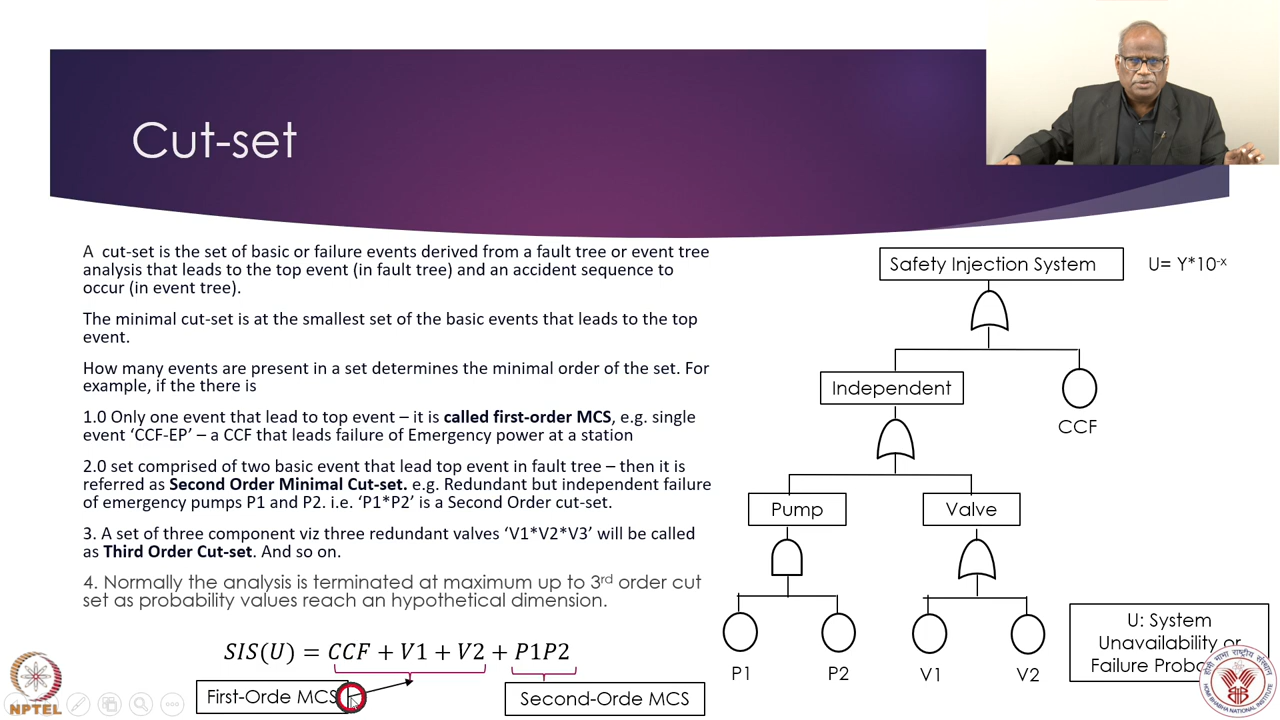 Cut-set
A cut-set is the set of basic or failure events derived from a fault tree or event tree
analysis that leads to the top event (in fault tree) and an accident sequence to
occur (in event tree).
The minimal cut-set is at the smallest set of the basic events that leads to the top
event.
How many events are present in a set determines the minimal order of the set. For
example, if the there is
1.0 Only one event that lead to top event – it is called first-order MCS, e.g. single
event ‘CCF-EP’ – a CCF that leads failure of Emergency power at a station
2.0 set comprised of two basic event that lead top event in fault tree – then it is
referred as Second Order Minimal Cut-set. e.g. Redundant but independent failure
of emergency pumps P1 and P2. i.e. ‘P1*P2’ is a Second Order cut-set.
3. A set of three component viz three redundant valves ‘V1*V2*V3’ will be called
as Third Order Cut-set. And so on.
4. Normally the analysis is terminated at maximum up to 3rd order cut
set as probability values reach an hypothetical dimension.
SIS(U) = CCF + V1 + V2 + P1P2
First-Orde MCS
Second-Orde MCS
Safety Injection System
U= Y*10-x
Independent
CCF
Pump
Valve
P1
P2
V1
V2
U: System
Unavailability or
Failure
NPTEL